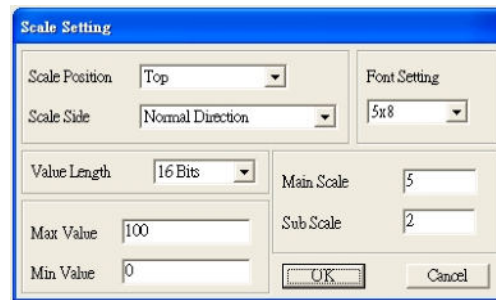 Scale Setting
Scale Position Top
Scale Side Normal Direction
Font Setting
5x8
Value Length 16 Bits
Max Value 100
Min Value 0
Main Scale 5
Sub Scale 2
OK Cancel